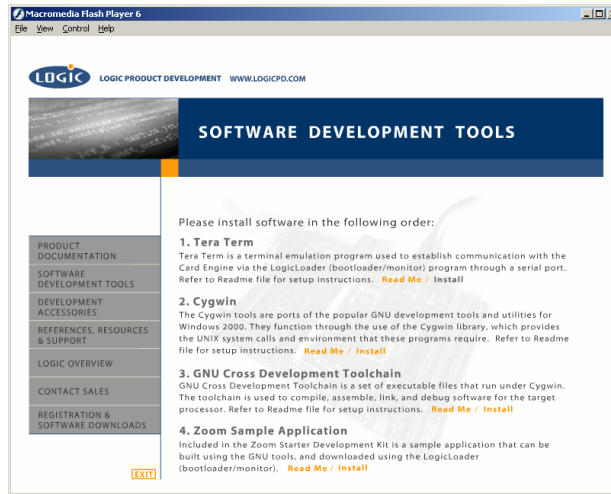 Macromedia Flash Player 6
File View Control Help
LOGIC LOGIC PRODUCT DEVELOPMENT WWW.LOGICPD.COM
SOFTWARE DEVELOPMENT TOOLS
Please install software in the following order:
1. Tera Term
Tera Term is a terminal emulation program used to establish communication with the
Card Engine via the LogicLoader (bootloader/monitor) program through a serial port.
Refer to Readme file for setup instructions. Read Me / Install
2. Cygwin
The Cygwin tools are ports of the popular GNU development tools and utilities for
Windows 2000. They function through the use of the Cygwin library, which provides
the UNIX system calls and environment that these programs require. Refer to Readme
file for setup instructions. Read Me / Install
3. GNU Cross Development Toolchain
GNU Cross Development Toolchain is a set of executable files that run under Cygwin.
The toolchain is used to compile, assemble, link, and debug software for the target
processor. Refer to Readme file for setup instructions. Read Me / Install
4. Zoom Sample Application
Included in the Zoom Starter Development Kit is a sample application that can be
built using the GNU tools, and downloaded using the LogicLoader
(bootloader/monitor). Read Me / Install
PRODUCT
DOCUMENTATION
SOFTWARE
DEVELOPMENT TOOLS
DEVELOPMENT
ACCESSORIES
REFERENCES, RESOURCES
& SUPPORT
LOGIC OVERVIEW
CONTACT SALES
REGISTRATION &
SOFTWARE DOWNLOADS
EXIT